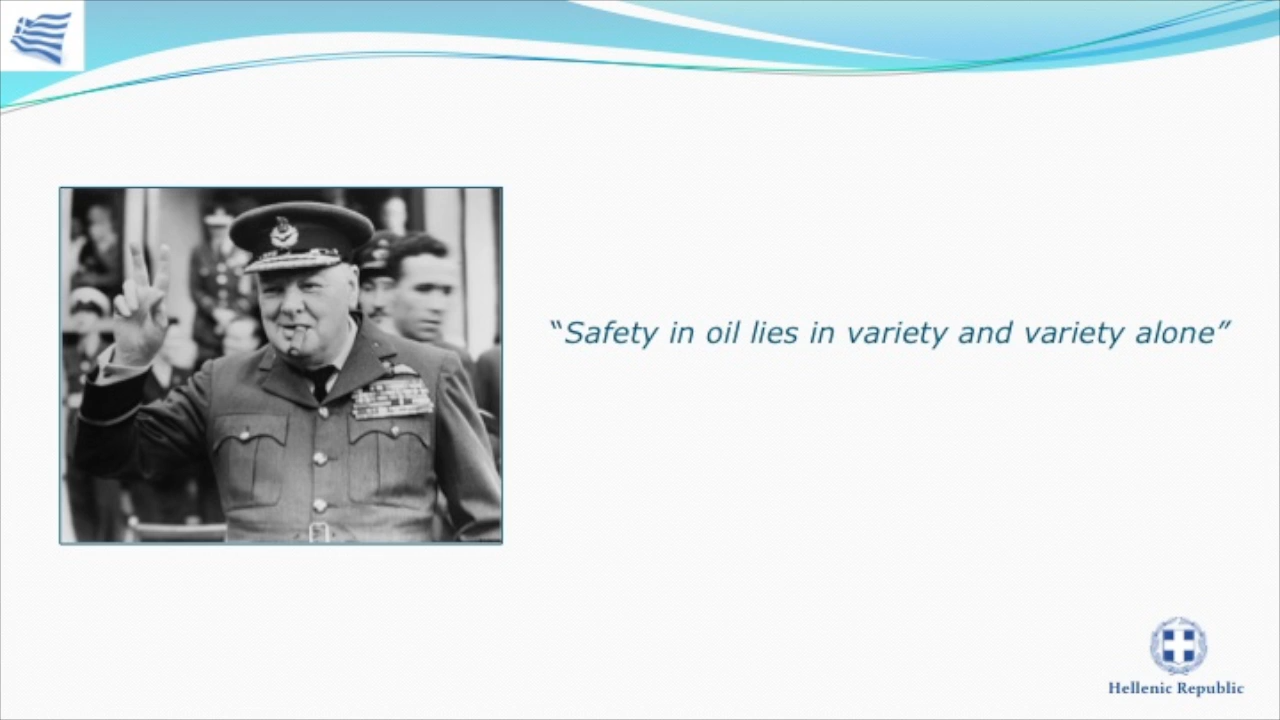 “Safety in oil lies in variety and variety alone”
Hellenic Republic